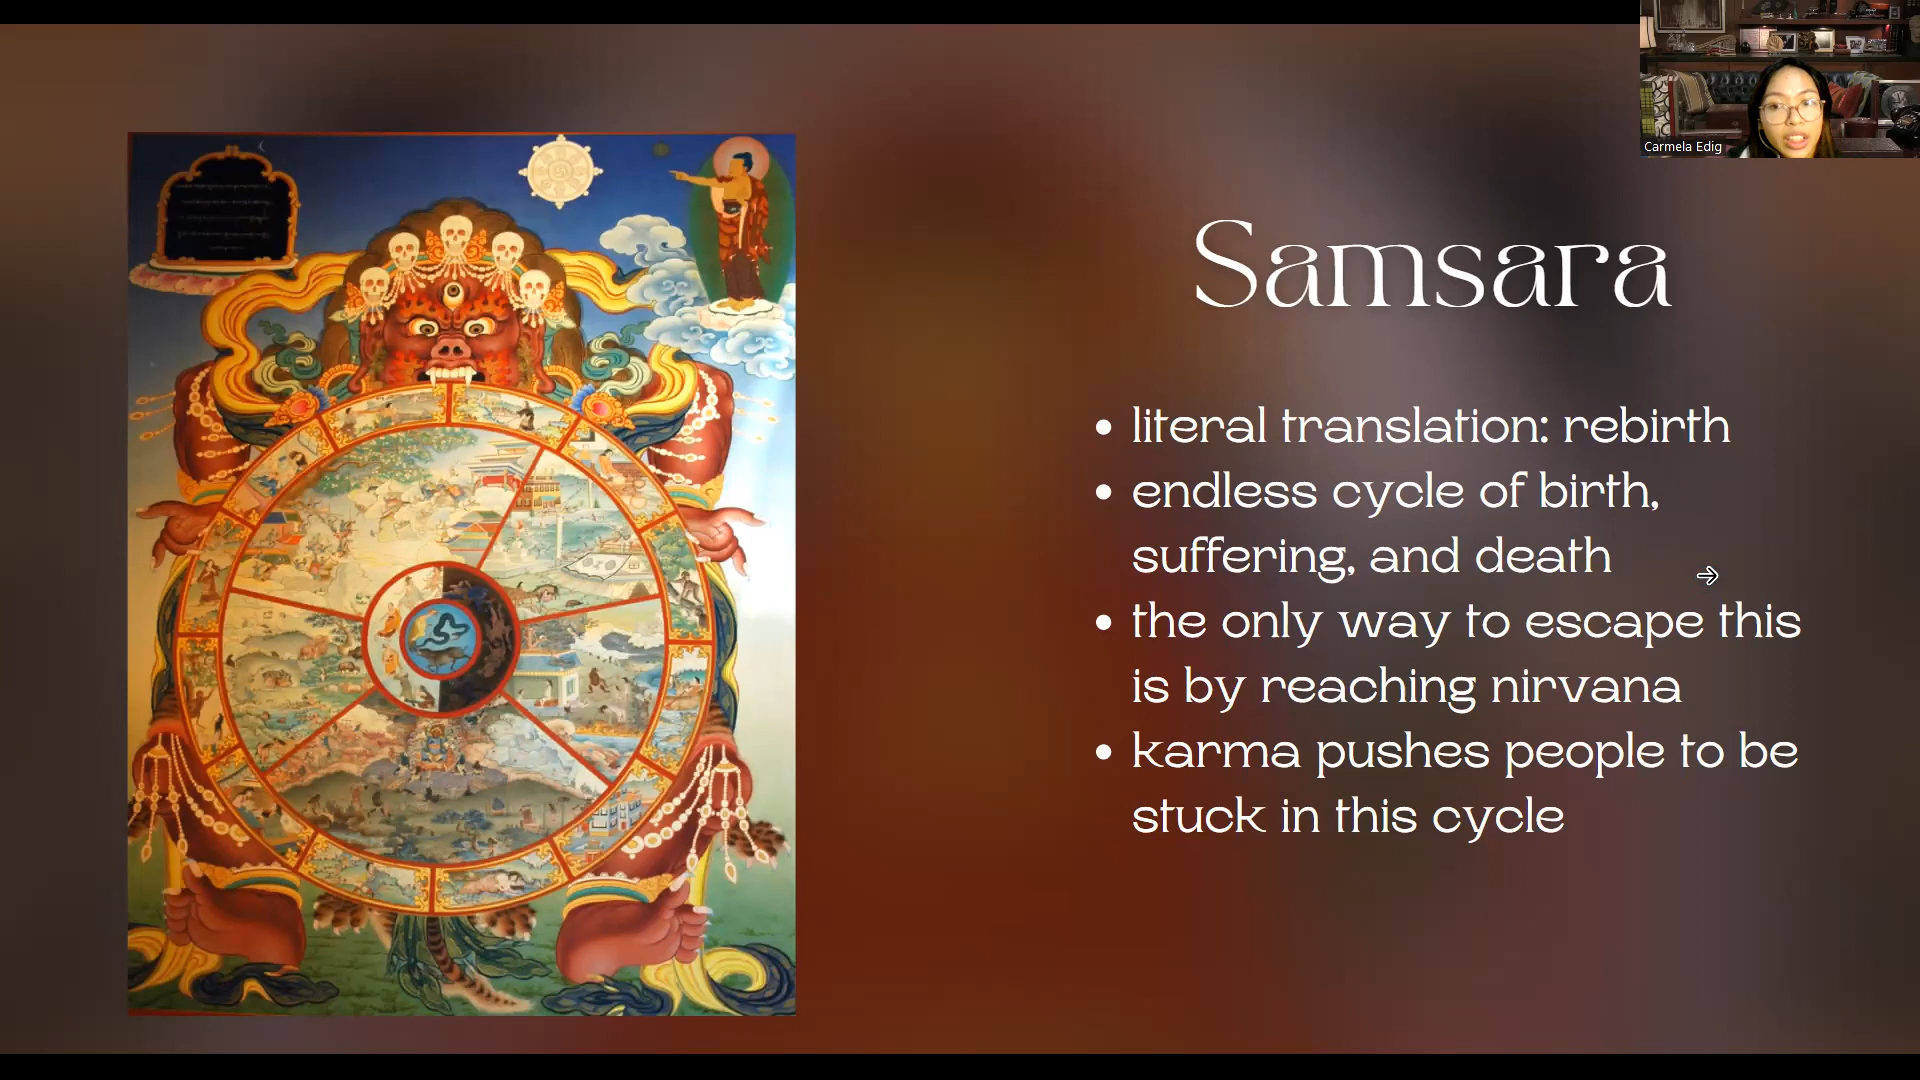 Carmela Edig
Samsara
• literal translation: rebirth
• endless cycle of birth,
suffering, and death
• the only way to escape this
is by reaching nirvana
• karma pushes people to be
stuck in this cycle